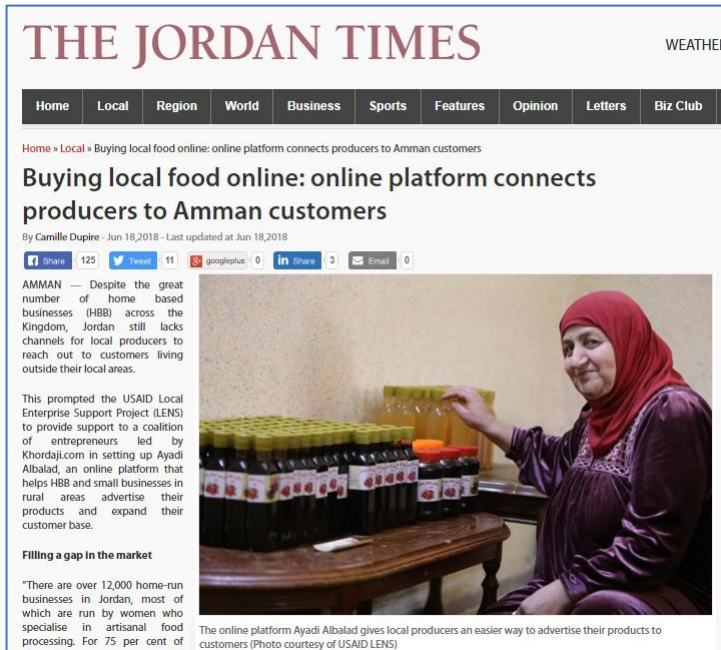 THE JORDAN TIMES
WEATHER
Home Local Region World Business Sports Features Opinion Letters Biz Club
Home » Local » Buying local food online: online platform connects producers to Amman customers
Buying local food online: online platform connects
producers to Amman customers
By Camille Dupire - Jun 18,2018 - Last updated at Jun 18,2018
Share 125 Tweet 11 googleplus 0 in Share 3 Email 0
AMMAN — Despite the great
number of home based
businesses (HBB) across the
Kingdom, Jordan still lacks
channels for local producers to
reach out to customers living
outside their local areas.
This prompted the USAID Local
Enterprise Support Project (LENS)
to provide support to a coalition
of entrepreneurs led by
Khordaji.com in setting up Ayadi
Albalad, an online platform that
helps HBB and small businesses in
rural areas advertise their
products and expand their
customer base.
Filling a gap in the market
"There are over 12,000 home-run
businesses in Jordan, most of
which are run by women who
specialise in artisanal food
processing. For 75 per cent of
The online platform Ayadi Albalad gives local producers an easier way to advertise their products to
customers (Photo courtesy of USAID LENS)